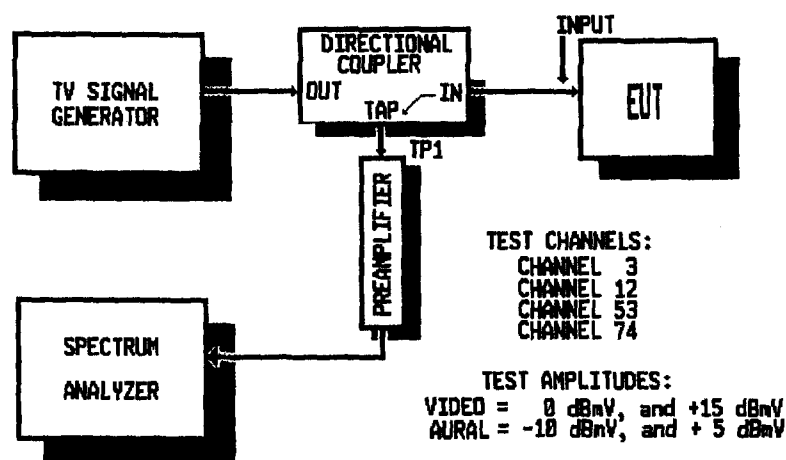 INPUT
DIRECTIONAL
COUPLER
OUT
IN
TAP
TV SIGNAL
GENERATOR
EUT
TP1
PREAMPLIFIER
TEST CHANNELS:
CHANNEL 3
CHANNEL 12
CHANNEL 53
CHANNEL 74
SPECTRUM
ANALYZER
TEST AMPLITUDES:
VIDEO = 0 dBmV, and +15 dBmV
AURAL = -10 dBmV, and + 5 dBmV